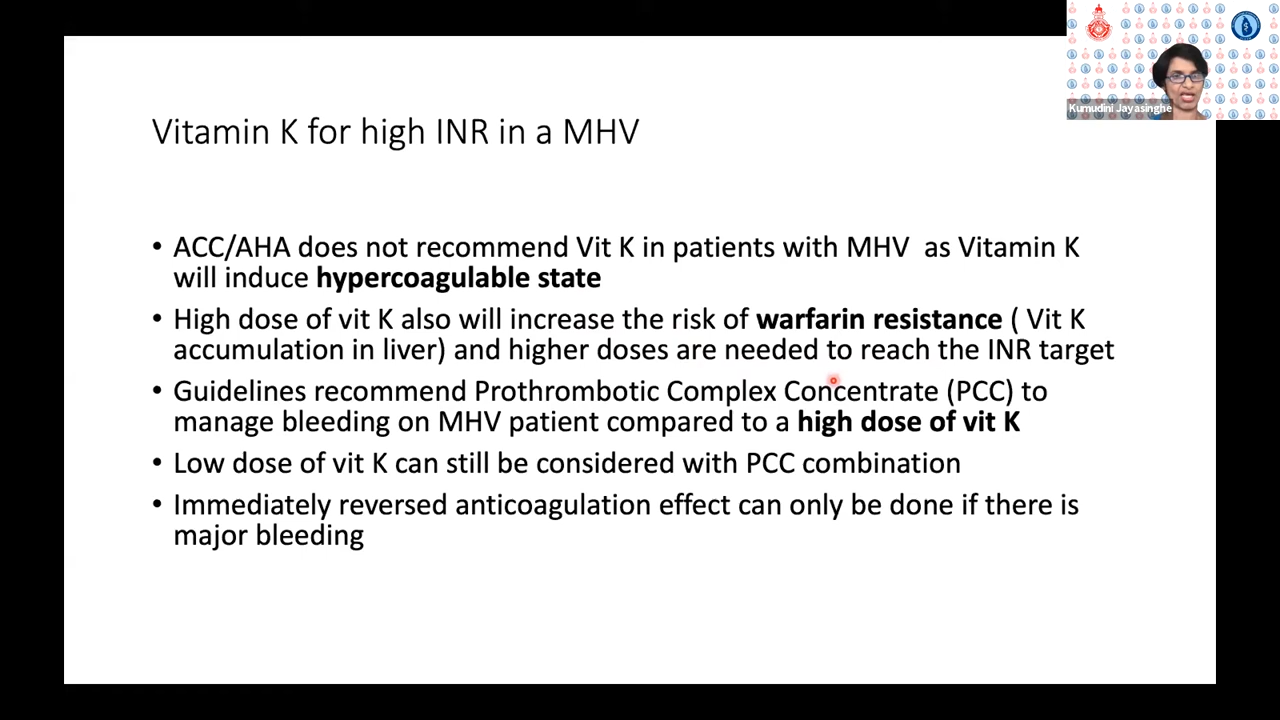 Kumudini Jayasinghe
Vitamin K for high INR in a MHV
• ACC/AHA does not recommend Vit K in patients with MHV as Vitamin K
will induce hypercoagulable state
• High dose of vit K also will increase the risk of warfarin resistance ( Vit K
accumulation in liver) and higher doses are needed to reach the INR target
• Guidelines recommend Prothrombotic Complex Concentrate (PCC) to
manage bleeding on MHV patient compared to a high dose of vit K
• Low dose of vit K can still be considered with PCC combination
• Immediately reversed anticoagulation effect can only be done if there is
major bleeding